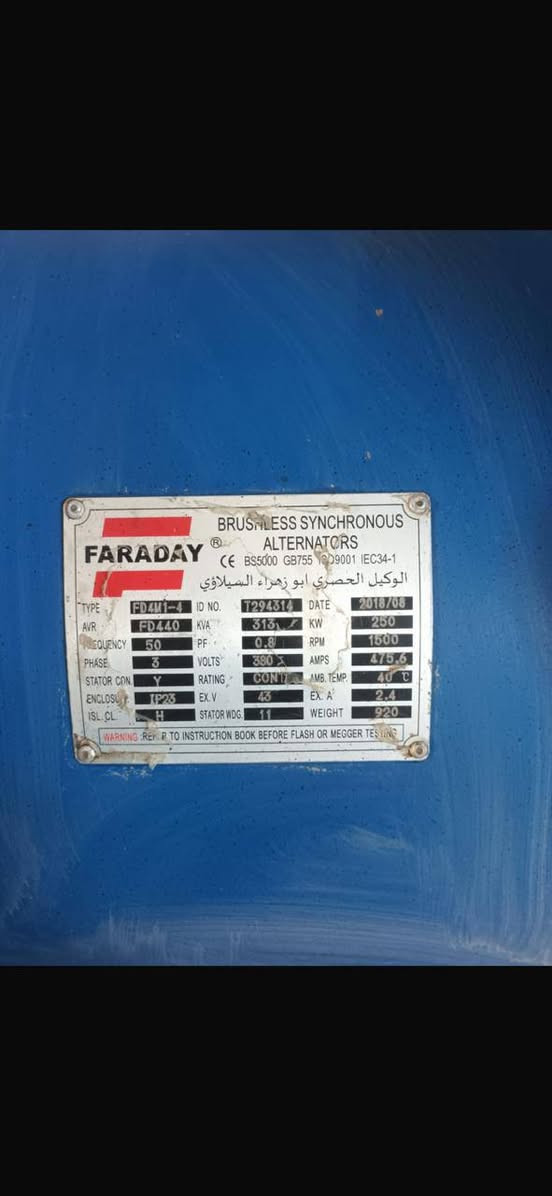 FARADAY ®
BRUSHLESS SYNCHRONOUS
ALTERNATORS
CE BS5000 GB755 ISO9001 IEC34-1
الوكيل الحصري ابو زهراء السيلاوي
TYPE FD4M1-4 ID NO. T294314 DATE 2018/08
AVR FD440 KVA 313 KW 250
FREQUENCY 50 PF 0.8 RPM 1500
PHASE 3 VOLTS 380 AMPS 475.6
STATOR CON. Y RATING CONT. AMB. TEMP. 40 ℃
ENCLOSU IP23 EX.V 43 EX. A 2.4
ISL.CL. H STATOR WDG. 11 WEIGHT 920
WARNING :REFER TO INSTRUCTION BOOK BEFORE FLASH OR MEGGER TESTING